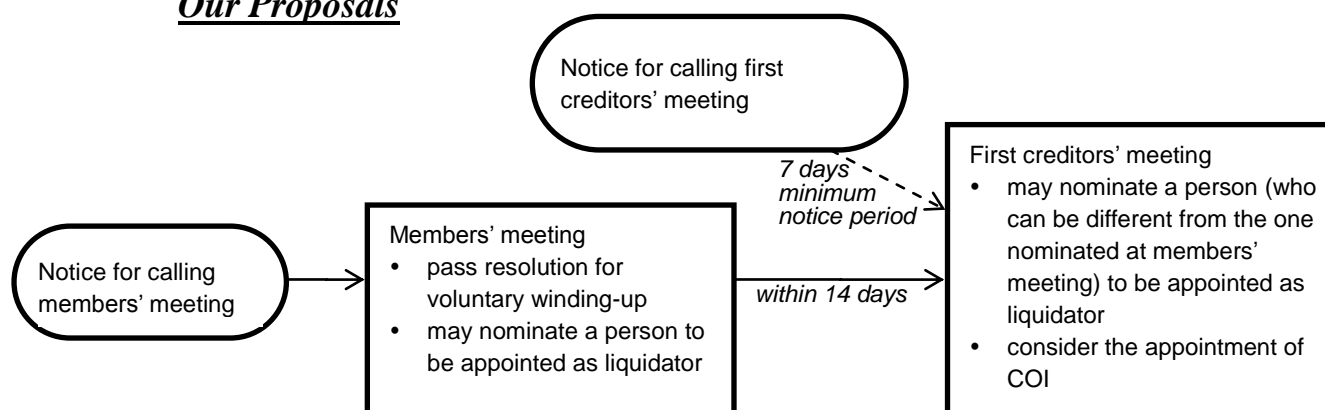 Our Proposals
Notice for calling first
creditors’ meeting
7 days
minimum
notice period
Notice for calling
members’ meeting
Members’ meeting
• pass resolution for
voluntary winding-up
• may nominate a person to
be appointed as liquidator
within 14 days
First creditors’ meeting
• may nominate a person (who
can be different from the one
nominated at members’
meeting) to be appointed as
liquidator
• consider the appointment of
COI